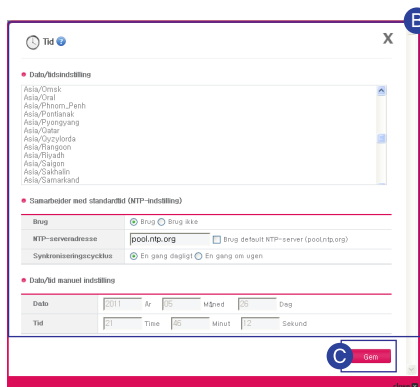 B
Tid ?
X
Dato/tidsindstilling
Asia/Omsk
Asia/Oral
Asia/Phnom_Penh
Asia/Pontianak
Asia/Pyongyang
Asia/Qatar
Asia/Qyzylorda
Asia/Rangoon
Asia/Riyadh
Asia/Saigon
Asia/Sakhalin
Asia/Samarkand
Samarbejder med standardtid (NTP-indstilling)
Brug Brug Brug ikke
NTP-serveradresse pool.ntp.org Brug default NTP-server (pool,ntp,org)
Synkroniseringscyclus En gang dagligt En gang om ugen
Dato/tid manuel indstilling
Dato 2011 År 05 Måned 26 Dag
Tid 21 Time 46 Minut 12 Sekund
C Gem